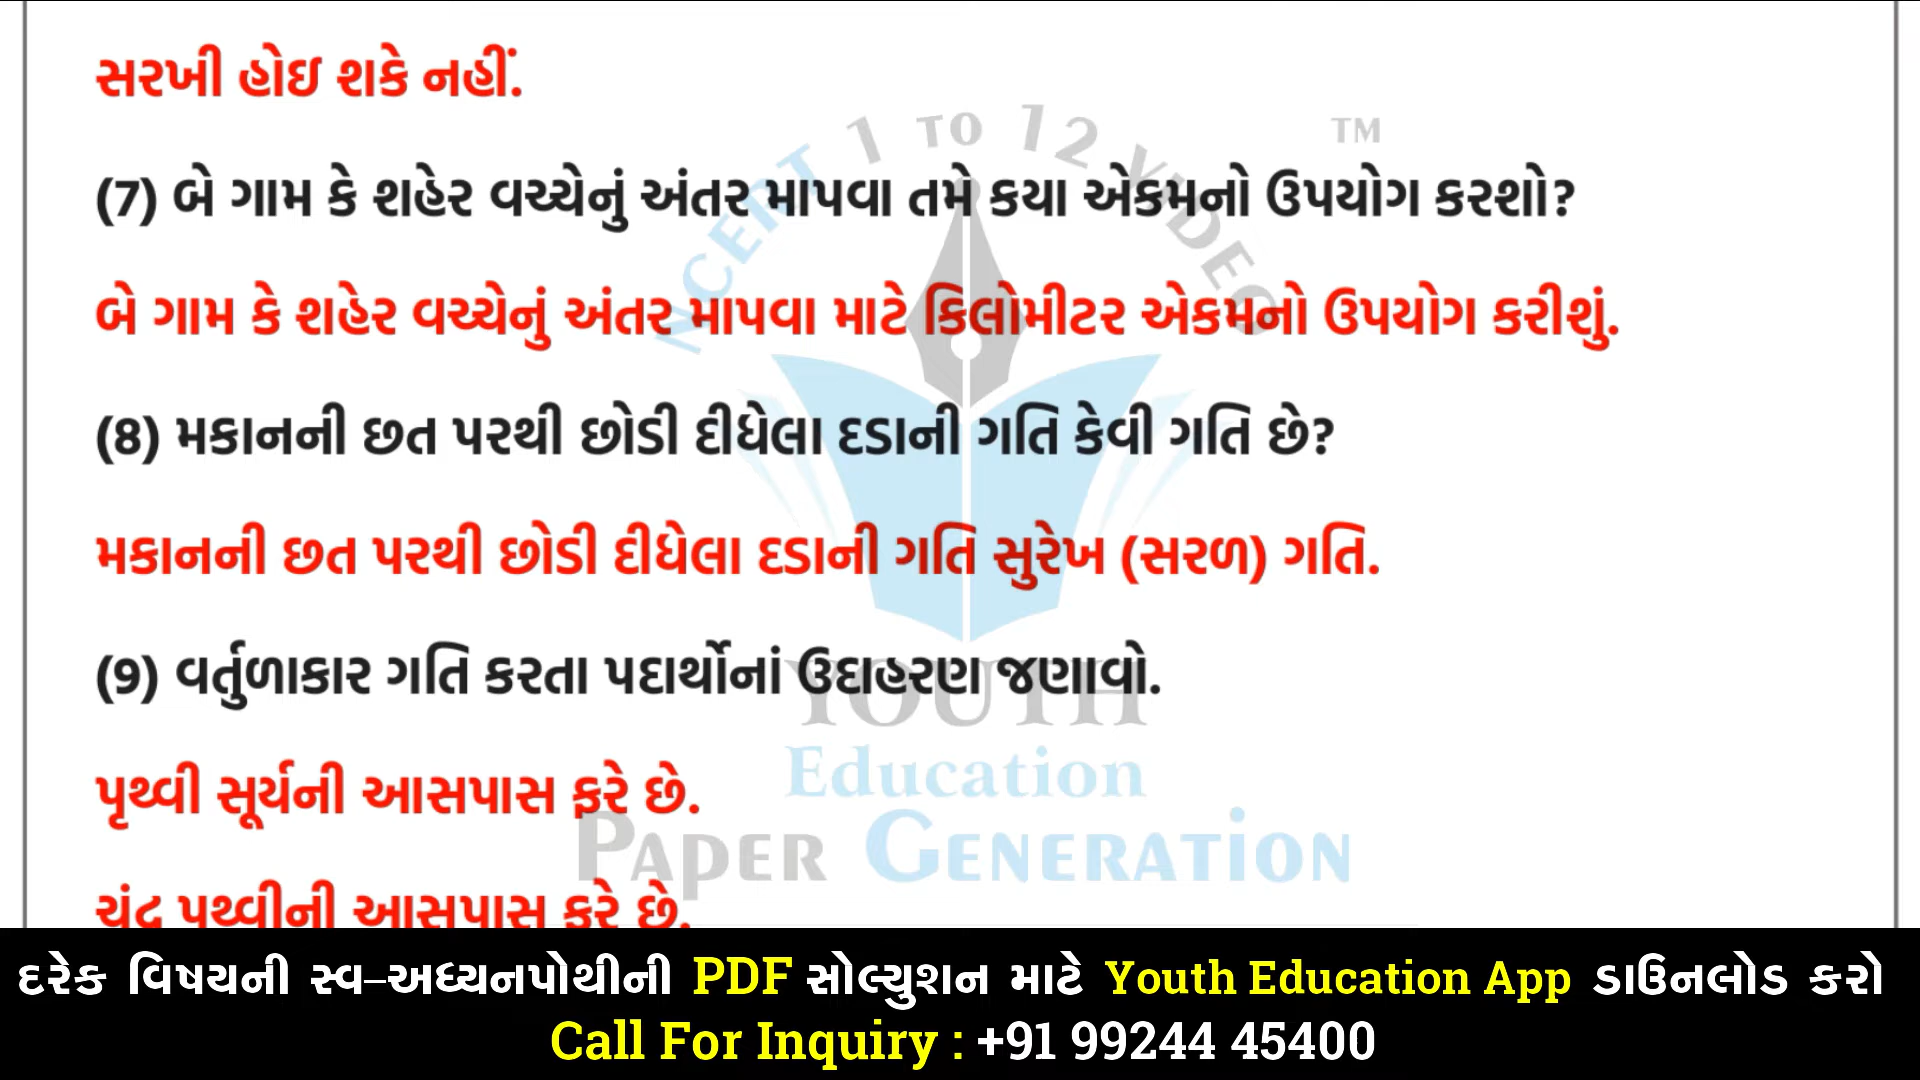 સરખી હોઇ શકે નહીં.
(7) બે ગામ કે શહેર વચ્ચેનું અંતર માપવા તમે કયા એકમનો ઉપયોગ કરશો?
બે ગામ કે શહેર વચ્ચેનું અંતર માપવા માટે કિલોમીટર એકમનો ઉપયોગ કરીશું.
(8) મકાનની છત પરથી છોડી દીધેલા દડાની ગતિ કેવી ગતિ છે?
મકાનની છત પરથી છોડી દીધેલા દડાની ગતિ સુરેખ (સરળ) ગતિ.
(9) વર્તુળાકાર ગતિ કરતા પદાર્થોનાં ઉદાહરણ જણાવો.
પૃથ્વી સૂર્યની આસપાસ ફરે છે.
ચંદ્ર પૃથ્વીની આસપાસ ફરે છે.
NCERT 1 TO 12 VIDEO TM
YOUTH
Education
PAPER GENERATION
દરેક વિષયની સ્વ–અધ્યનપોથીની PDF સોલ્યુશન માટે Youth Education App ડાઉનલોડ કરો
Call For Inquiry : +91 99244 45400